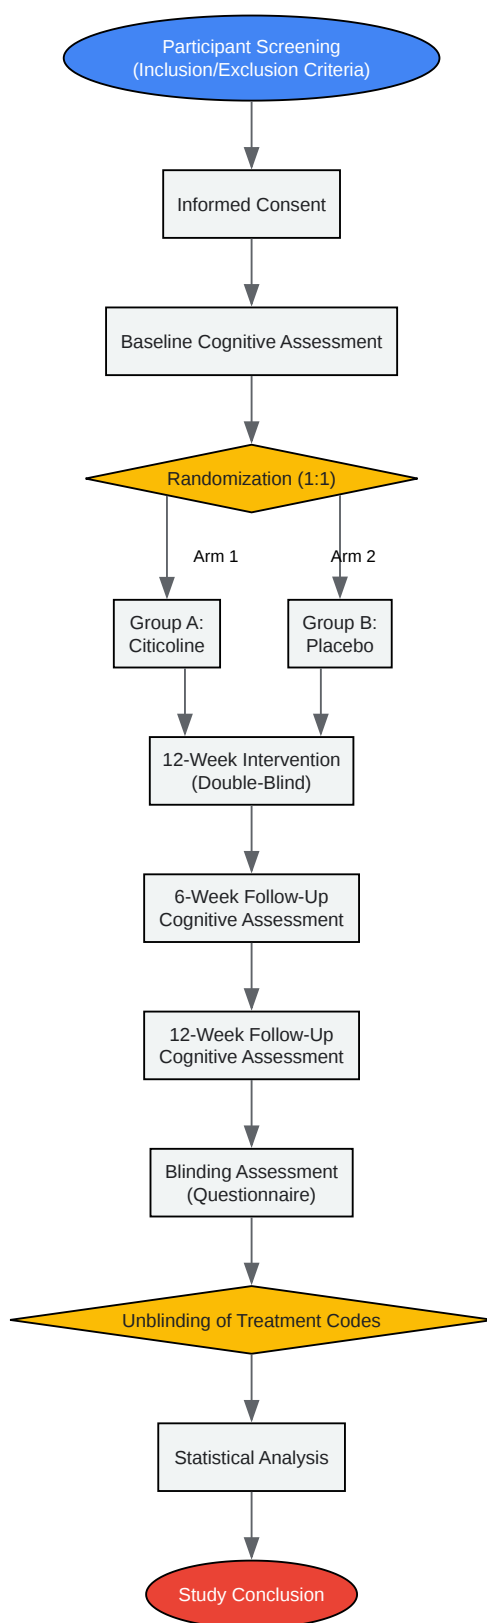 Participant Screening
(Inclusion/Exclusion Criteria)
Informed Consent
Baseline Cognitive Assessment
Randomization (1:1)
Arm 1
Arm 2
Group A:
Citicoline
Group B:
Placebo
12-Week Intervention
(Double-Blind)
6-Week Follow-Up
Cognitive Assessment
12-Week Follow-Up
Cognitive Assessment
Blinding Assessment
(Questionnaire)
Unblinding of Treatment Codes
Statistical Analysis
Study Conclusion